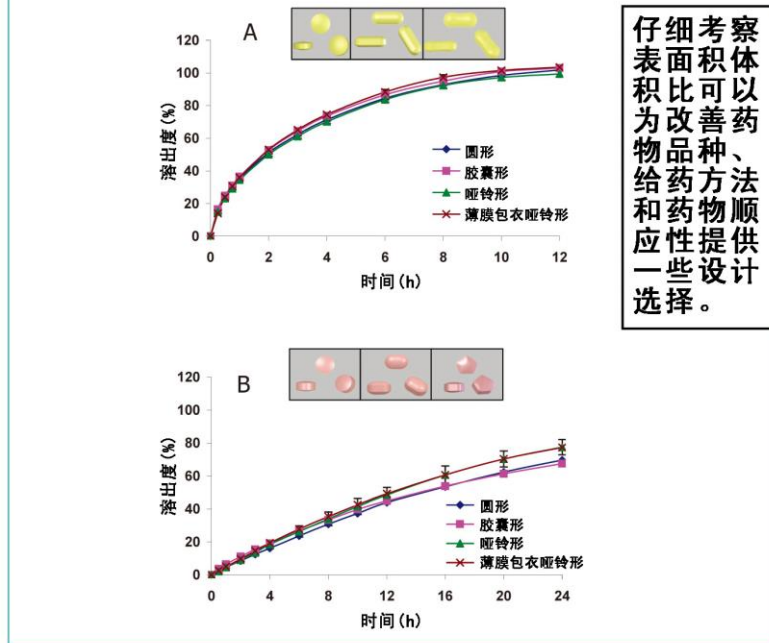 A
120
100
80
60
40
20
0
溶出度(%)
0 2 4 6 8 10 12
时间(h)
圆形
胶囊形
哑铃形
薄膜包衣哑铃形
仔细考察
表面积体
积比可以
为改善药
物品种、
给药方法
和药物顺
应性提供
一些设计
选择。
B
120
100
80
60
40
20
0
溶出度(%)
0 4 8 12 16 20 24
时间(h)
圆形
胶囊形
哑铃形
薄膜包衣哑铃形